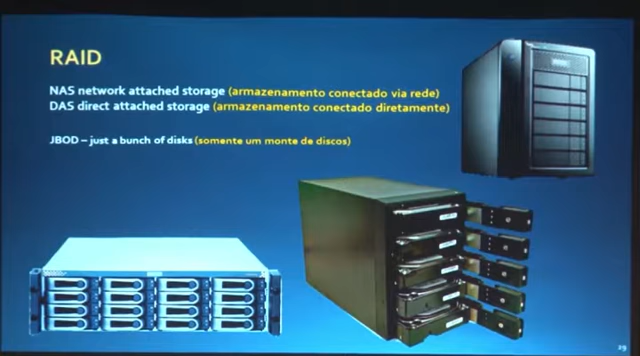 RAID
NAS network attached storage (armazenamento conectado via rede)
DAS direct attached storage (armazenamento conectado diretamente)
JBOD – just a bunch of disks (somente um monte de discos)
29